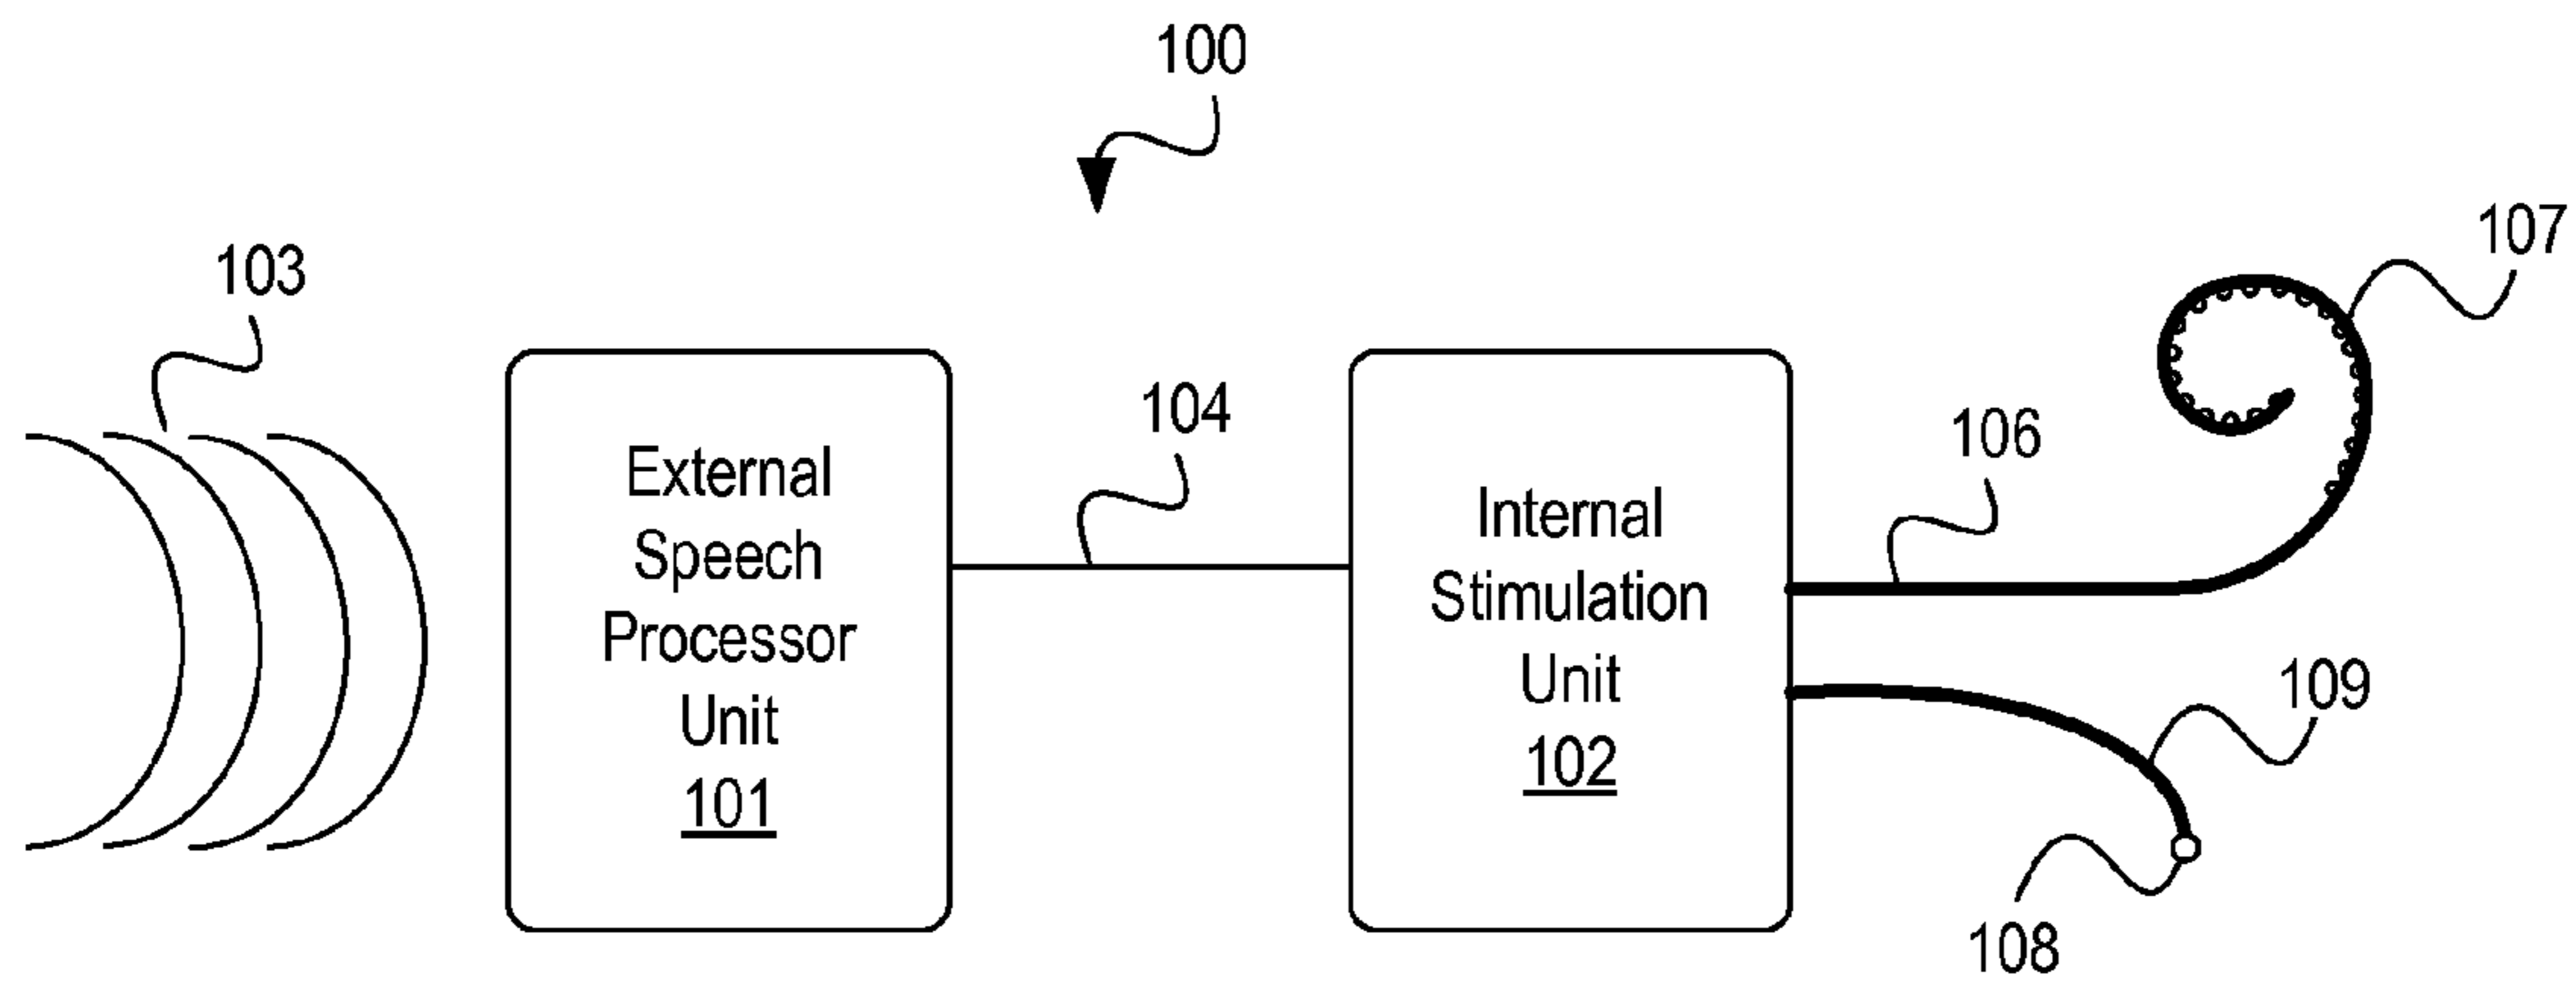 100
103
107
104
106
External
Speech
Processor
Unit
101
Internal
Stimulation
Unit
102
109
108